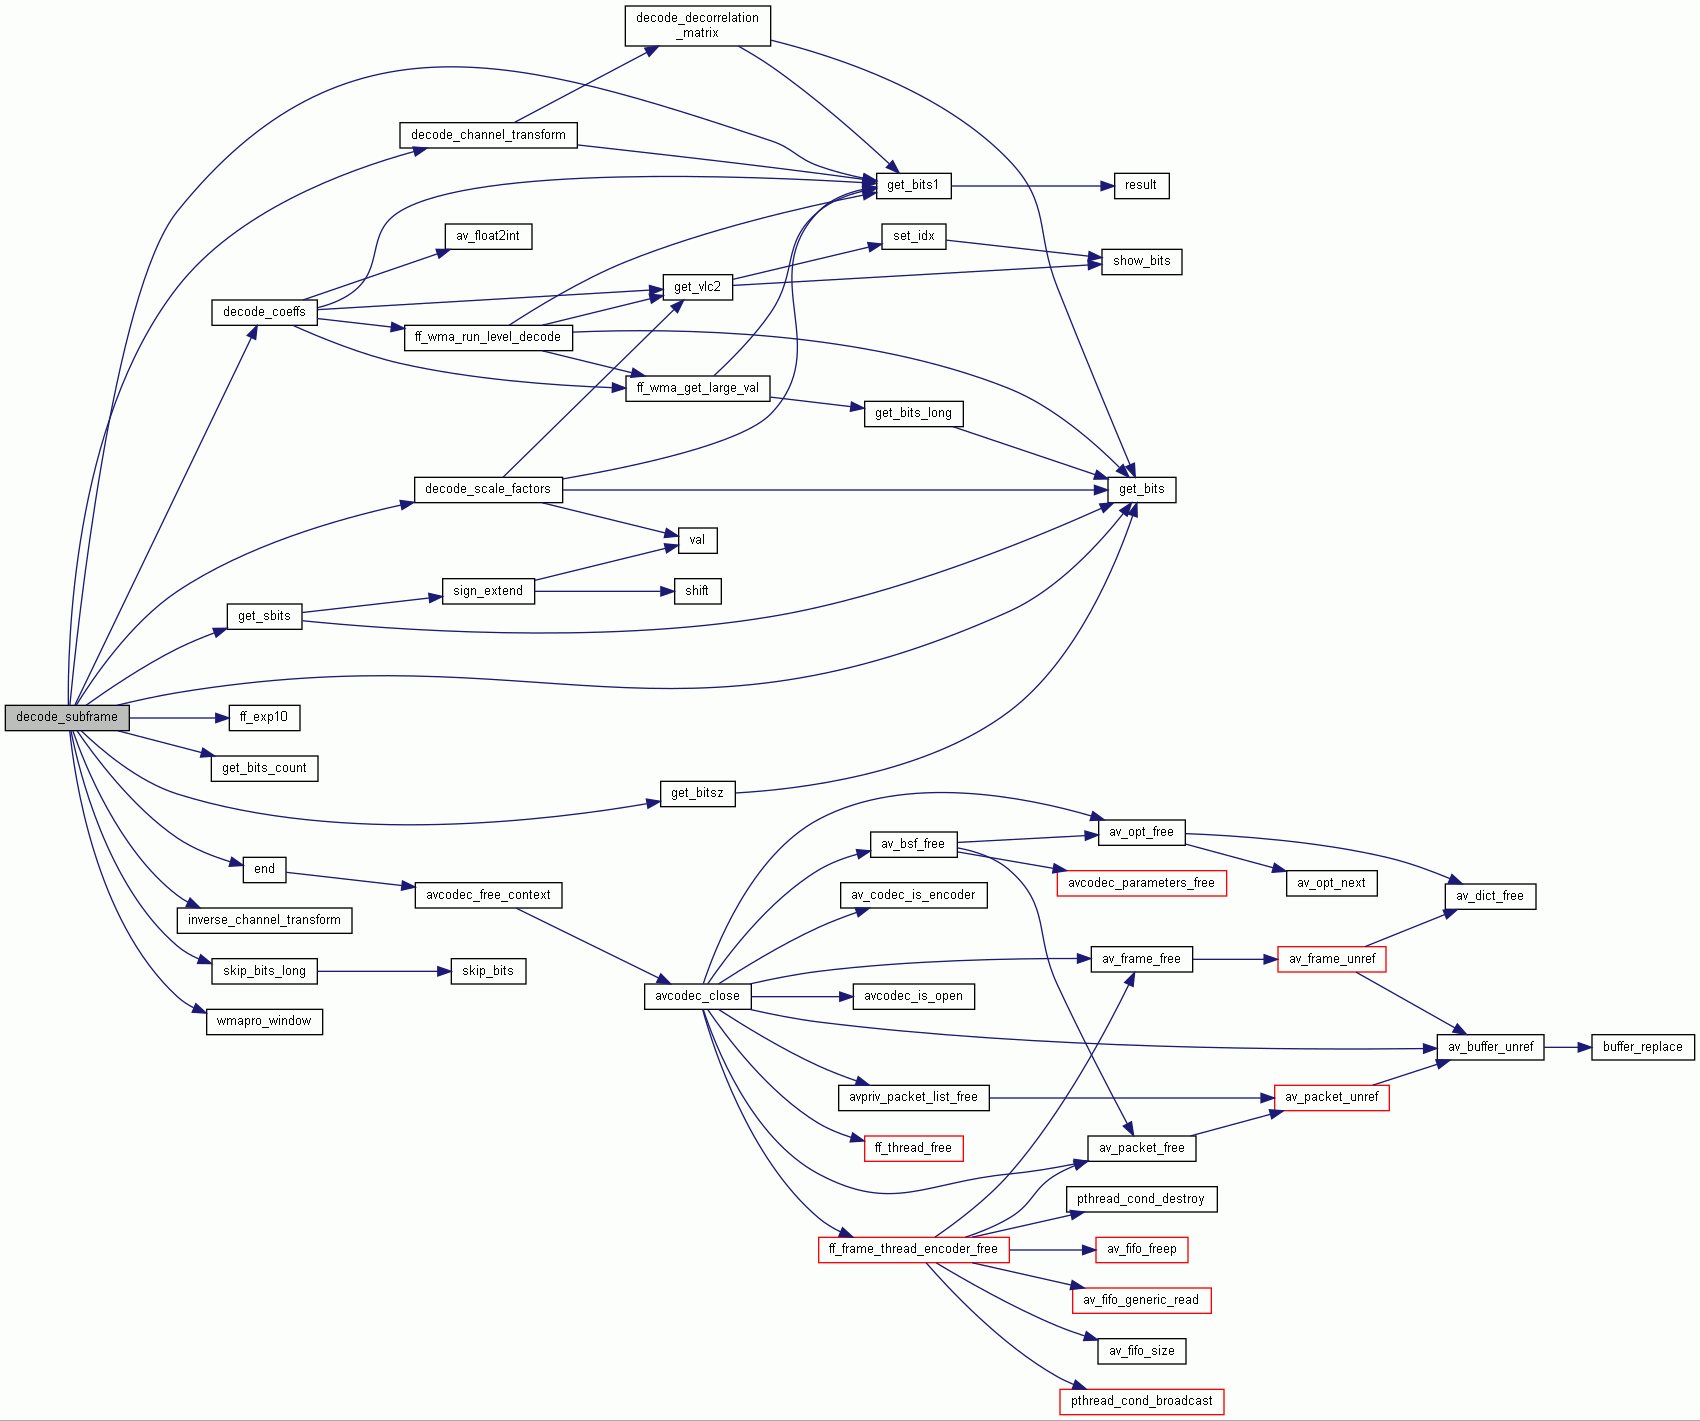 decode_decorrelation
_matrix
decode_channel_transform
get_bits1
result
av_float2int
set_idx
show_bits
get_vlc2
decode_coeffs
ff_wma_run_level_decode
ff_wma_get_large_val
get_bits_long
decode_scale_factors
get_bits
val
sign_extend
shift
get_sbits
decode_subframe
ff_exp10
get_bits_count
get_bitsz
av_opt_free
av_bsf_free
end
avcodec_free_context
av_codec_is_encoder
avcodec_parameters_free
av_opt_next
av_dict_free
inverse_channel_transform
skip_bits_long
skip_bits
av_frame_free
av_frame_unref
avcodec_close
avcodec_is_open
wmapro_window
av_buffer_unref
buffer_replace
avpriv_packet_list_free
av_packet_unref
ff_thread_free
av_packet_free
pthread_cond_destroy
ff_frame_thread_encoder_free
av_fifo_freep
av_fifo_generic_read
av_fifo_size
pthread_cond_broadcast